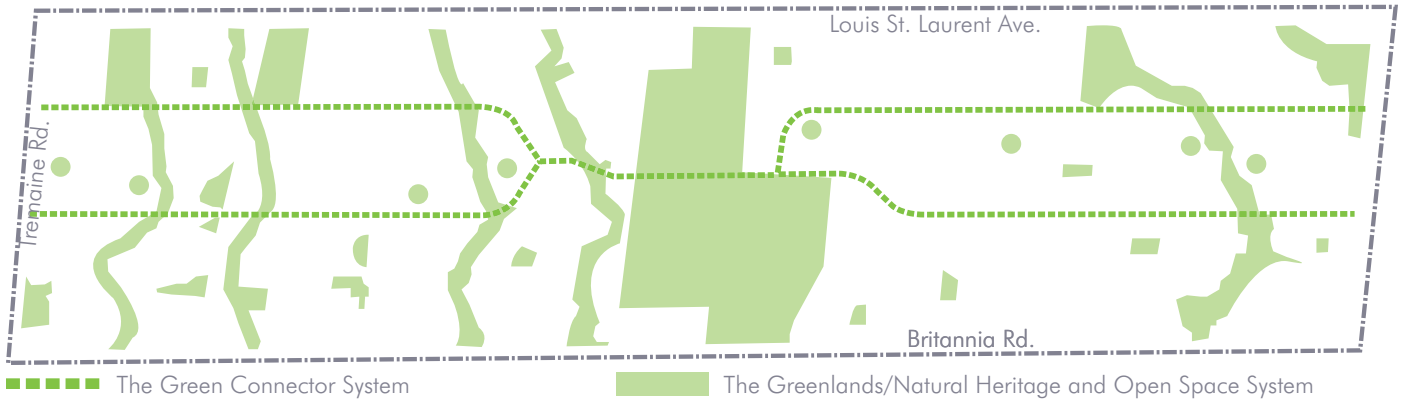 Louis St. Laurent Ave.
Tremaine Rd.
Britannia Rd.
The Green Connector System
The Greenlands/Natural Heritage and Open Space System